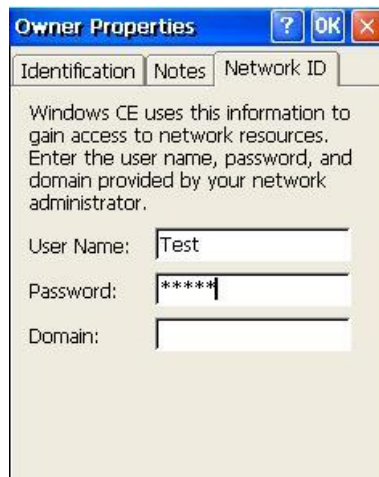 Owner Properties ? OK ×
Identification Notes Network ID
Windows CE uses this information to
gain access to network resources.
Enter the user name, password, and
domain provided by your network
administrator.
User Name: Test
Password: *****
Domain: